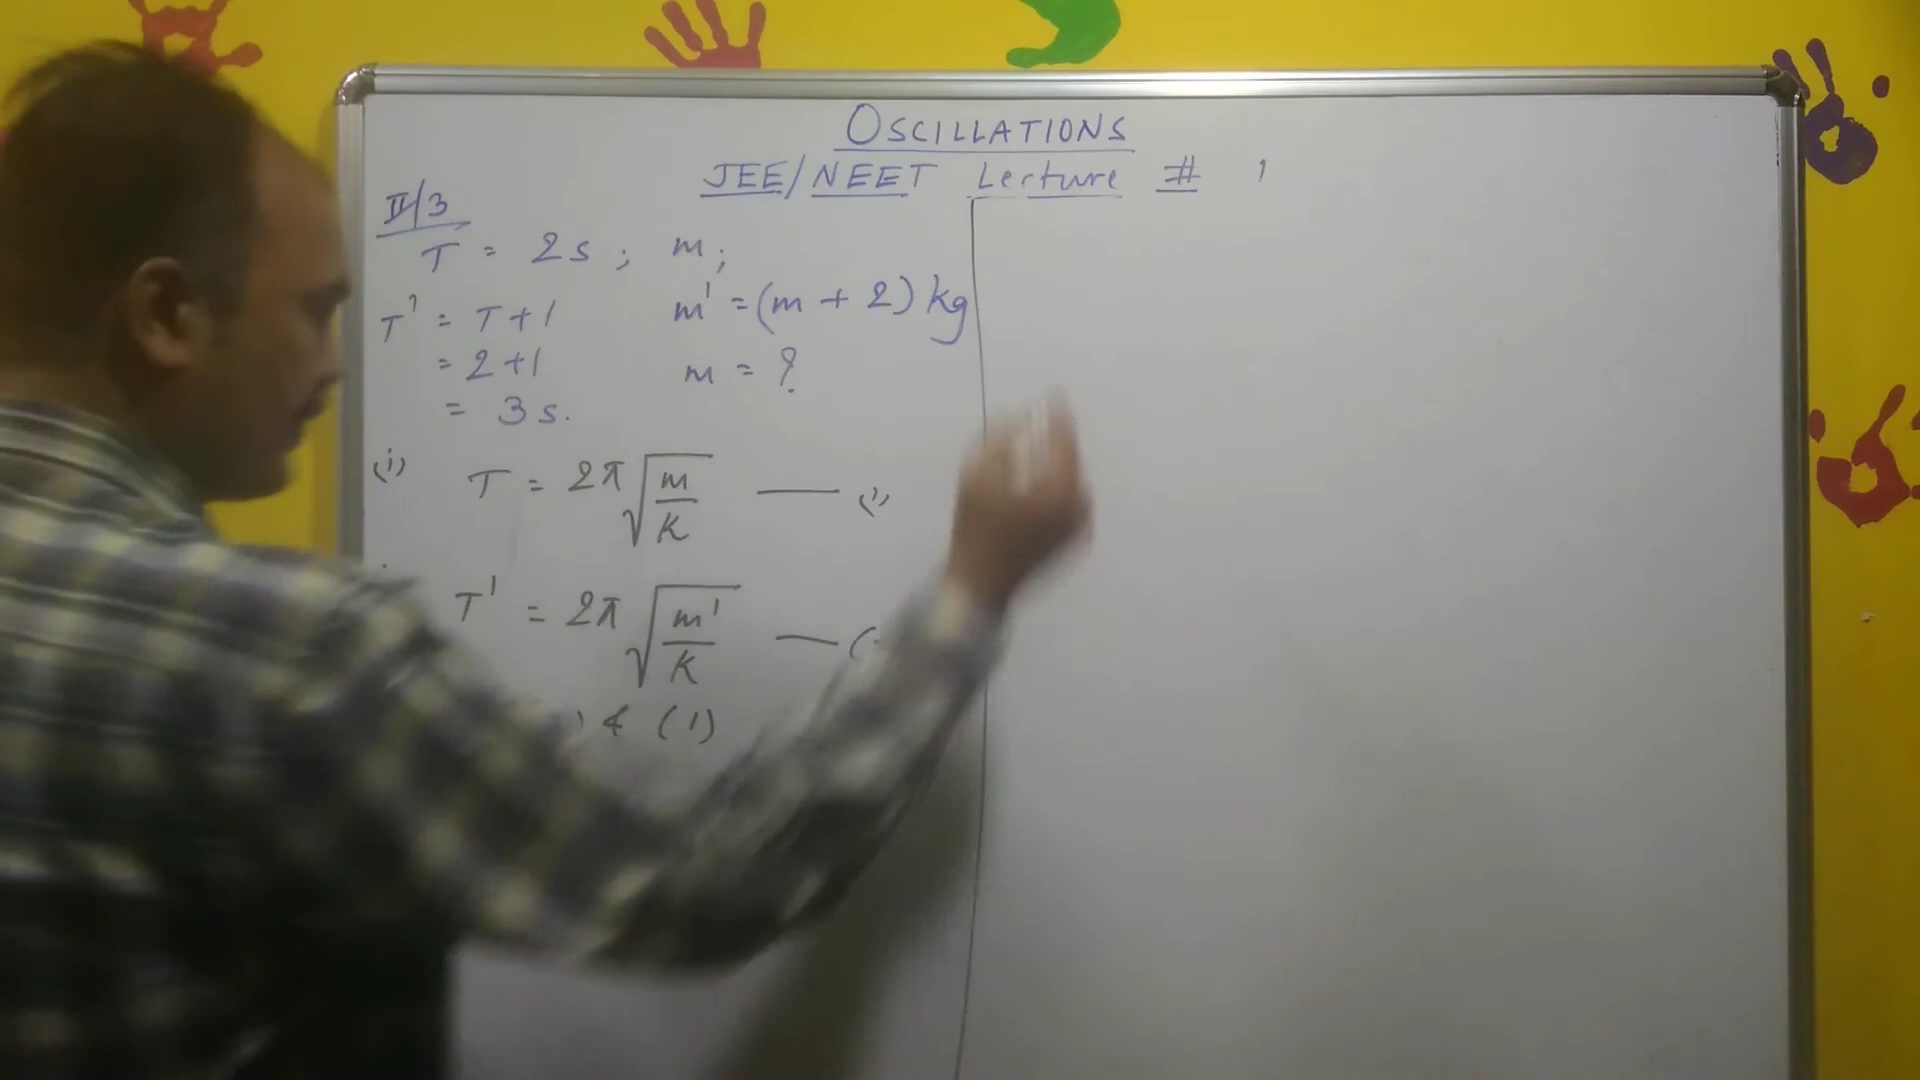 OSCILLATIONS
JEE/NEET Lecture # 1
II/3
T = 2s ; m ;
T' = T+1 m' = (m + 2) kg
= 2+1 m = ?
= 3s.
(i) T = 2π√(m/K) — (1)
T' = 2π√(m'/K) — (
) & (1)